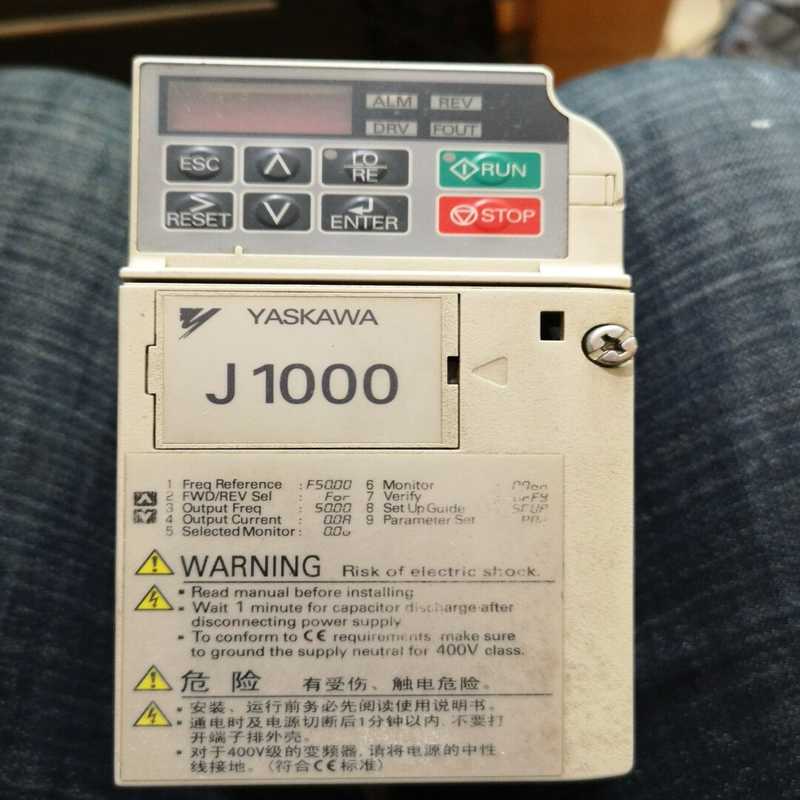 ALM REV
DRV FOUT
ESC
LO
RE
RUN
RESET
ENTER
STOP
YASKAWA
J1000
1 Freq Reference : F50.00 6 Monitor :
2 FWD/REV Sel : For 7 Verify :
3 Output Freq : 50.00 8 Set Up Guide : STUP
4 Output Current : 0.0A 9 Parameter Set :
5 Selected Monitor :
WARNING Risk of electric shock.
• Read manual before installing
• Wait 1 minute for capacitor discharge after
disconnecting power supply
• To conform to CE requirements make sure
to ground the supply neutral for 400V class.
危险 有受伤、触电危险。
• 安装、运行前务必先阅读使用说明书。
• 通电时及电源切断后1分钟以内,不要打
开端子排外壳。
• 对于400V级的变频器,请将电源的中性
线接地。(符合CE标准)